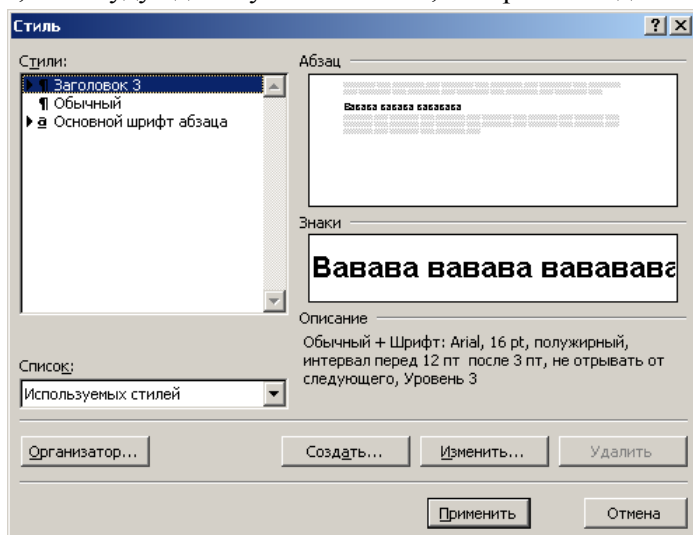 Стиль
Стили:
Абзац
¶ Заголовок 3
¶ Обычный
a Основной шрифт абзаца
Вавава вавава вававава
Знаки
Вавава вавава вававава
Описание
Обычный + Шрифт: Arial, 16 pt, полужирный,
интервал перед 12 пт после 3 пт, не отрывать от
следующего, Уровень 3
Список:
Используемых стилей
Организатор...
Создать...
Изменить...
Удалить
Применить
Отмена